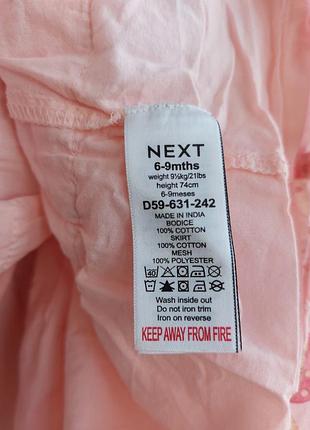 NEXT
6-9mths
weight 9½kg/21lbs
height 74cm
6-9meses
D59-631-242
MADE IN INDIA
BODICE
100% COTTON
SKIRT
100% COTTON
MESH
100% POLYESTER
40
Wash inside out
Do not iron trim
Iron on reverse
KEEP AWAY FROM FIRE